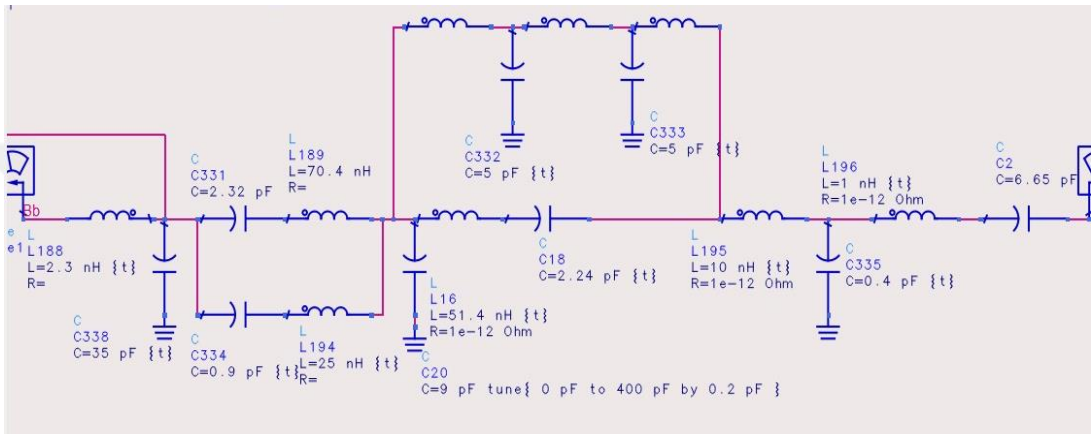 C
C332
C=5 pF {t}
C
C333
C=5 pF {t}
L
L189
L=70.4 nH
R=
C
C331
C=2.32 pF
L
L196
L=1 nH {t}
R=1e-12 Ohm
C
C2
C=6.65 pF
Bb
e
e1
L
L188
L=2.3 nH {t}
R=
C
C338
C=35 pF {t}
C
C334
C=0.9 pF {t}
L
L194
L=25 nH {t}
R=
L
L16
L=51.4 nH {t}
R=1e-12 Ohm
C
C20
C=9 pF tune{ 0 pF to 400 pF by 0.2 pF }
C
C18
C=2.24 pF {t}
L
L195
L=10 nH {t}
R=1e-12 Ohm
C
C335
C=0.4 pF {t}